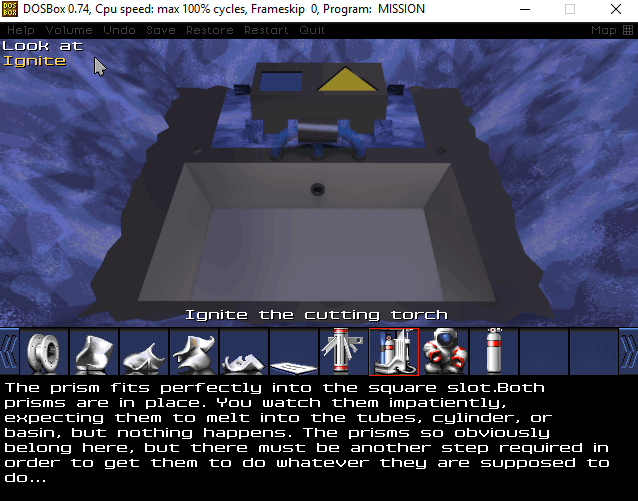 DOSBox 0.74, Cpu speed: max 100% cycles, Frameskip 0, Program: MISSION
Help Volume Undo Save Restore Restart Quit Map
Look at
Ignite
Ignite the cutting torch
The prism fits perfectly into the square slot.Both
prisms are in place. You watch them impatiently,
expecting them to melt into the tubes, cylinder, or
basin, but nothing happens. The prisms so obviously
belong here, but there must be another step required in
order to get them to do whatever they are supposed to
do...